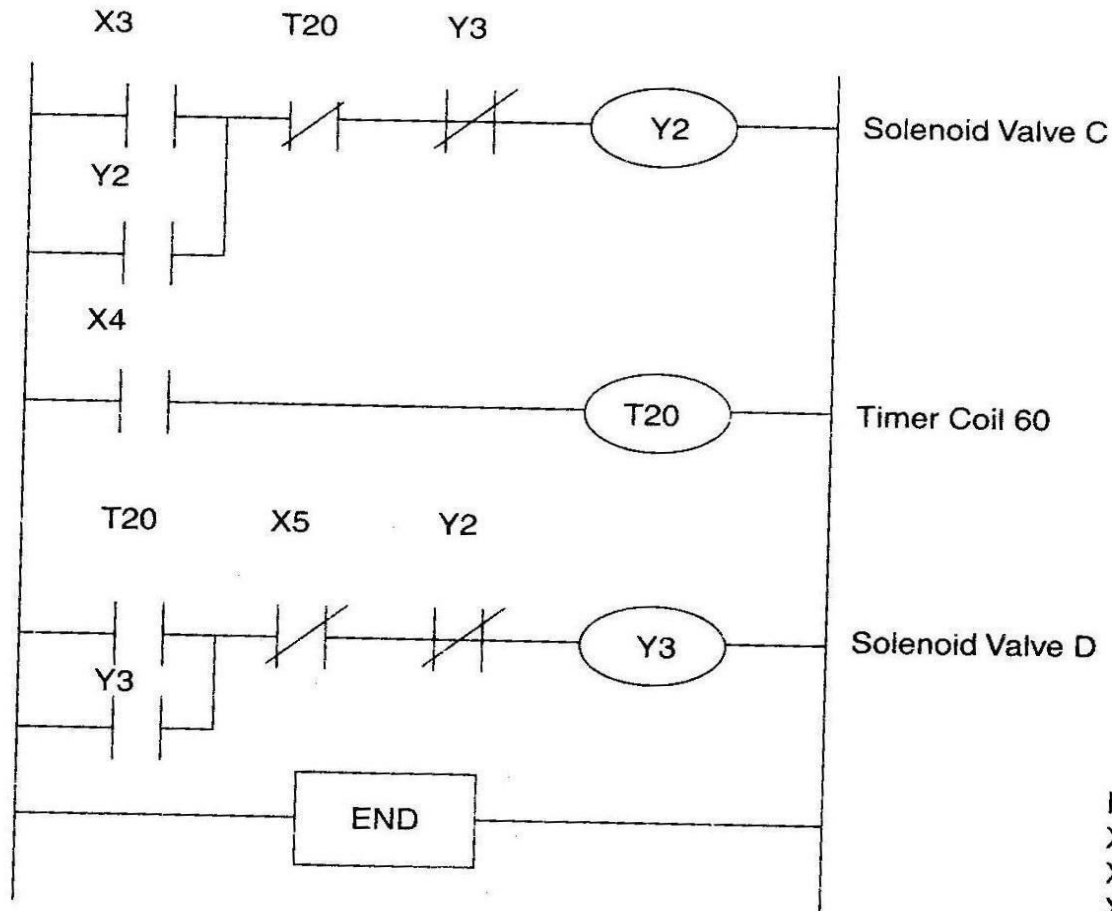 X3 T20 Y3
Y2 Solenoid Valve C
Y2
X4
T20 Timer Coil 60
T20 X5 Y2
Y3 Solenoid Valve D
Y3
END